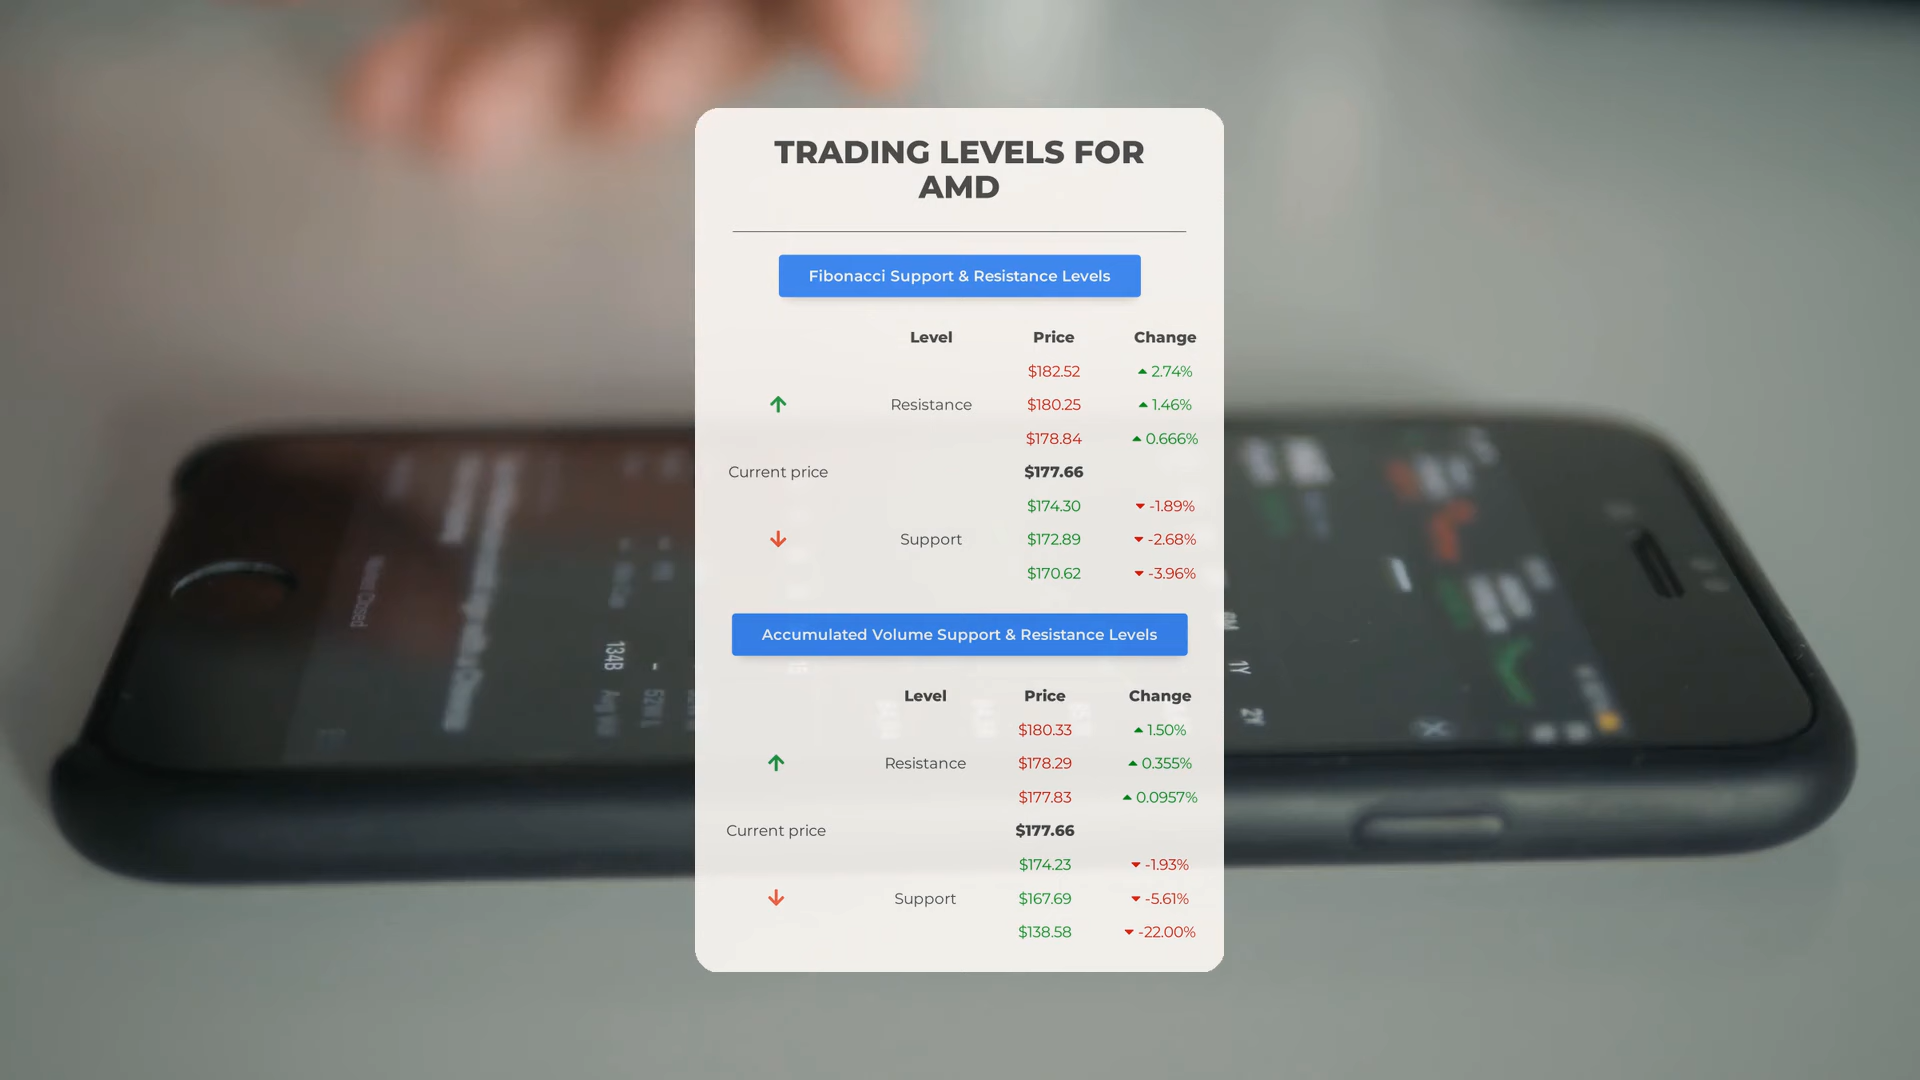 TRADING LEVELS FOR
AMD
Fibonacci Support & Resistance Levels
Level Price Change
$182.52 2.74%
Resistance $180.25 1.46%
$178.84 0.666%
Current price $177.66
$174.30 -1.89%
Support $172.89 -2.68%
$170.62 -3.96%
Accumulated Volume Support & Resistance Levels
Level Price Change
$180.33 1.50%
Resistance $178.29 0.355%
$177.83 0.0957%
Current price $177.66
$174.23 -1.93%
Support $167.69 -5.61%
$138.58 -22.00%
134B
1Y
2Y